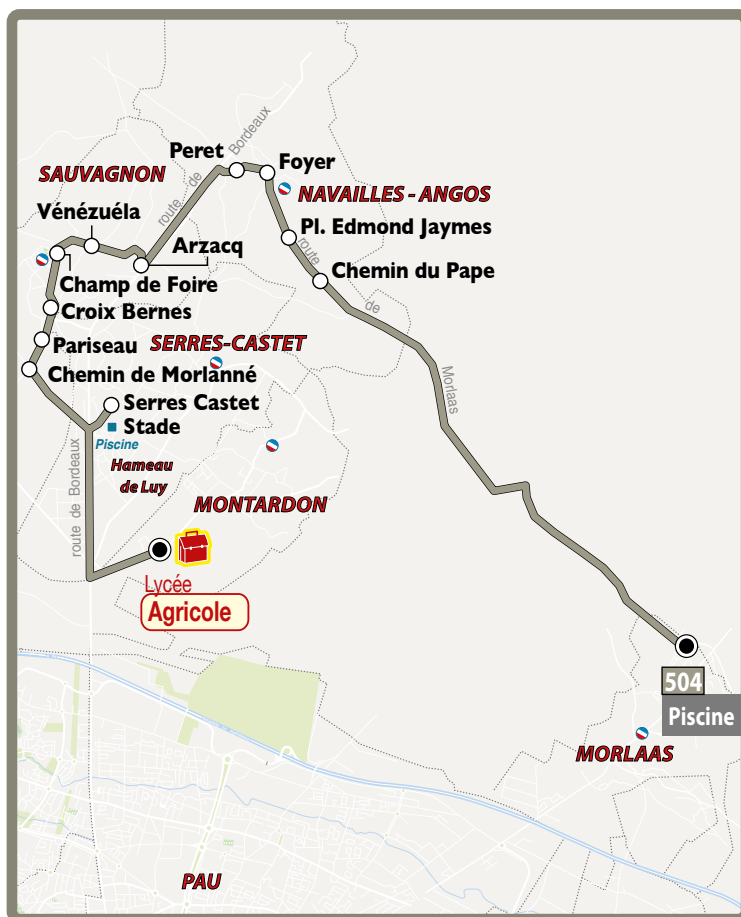 route de Bordeaux
Peret
Foyer
SAUVAGNON
NAVAILLES - ANGOS
Vénézuéla
Arzacq
Pl. Edmond Jaymes
route de Morlaas
Chemin du Pape
Champ de Foire
Croix Bernes
Pariseau
SERRES-CASTET
Chemin de Morlanné
Serres Castet
Stade
Piscine
Hameau
de Luy
route de Bordeaux
MONTARDON
Lycée
Agricole
504
Piscine
MORLAAS
PAU